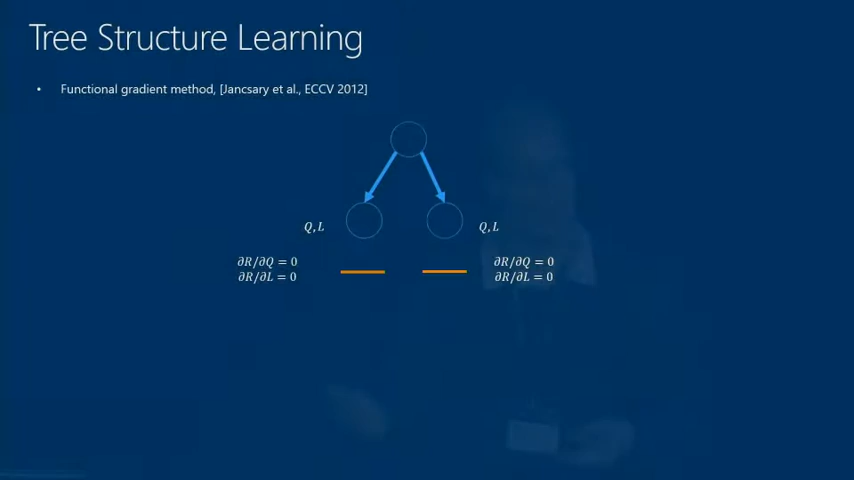 Tree Structure Learning
• Functional gradient method, [Jancsary et al., ECCV 2012]
Q, L
Q, L
∂R/∂Q = 0
∂R/∂L = 0
∂R/∂Q = 0
∂R/∂L = 0